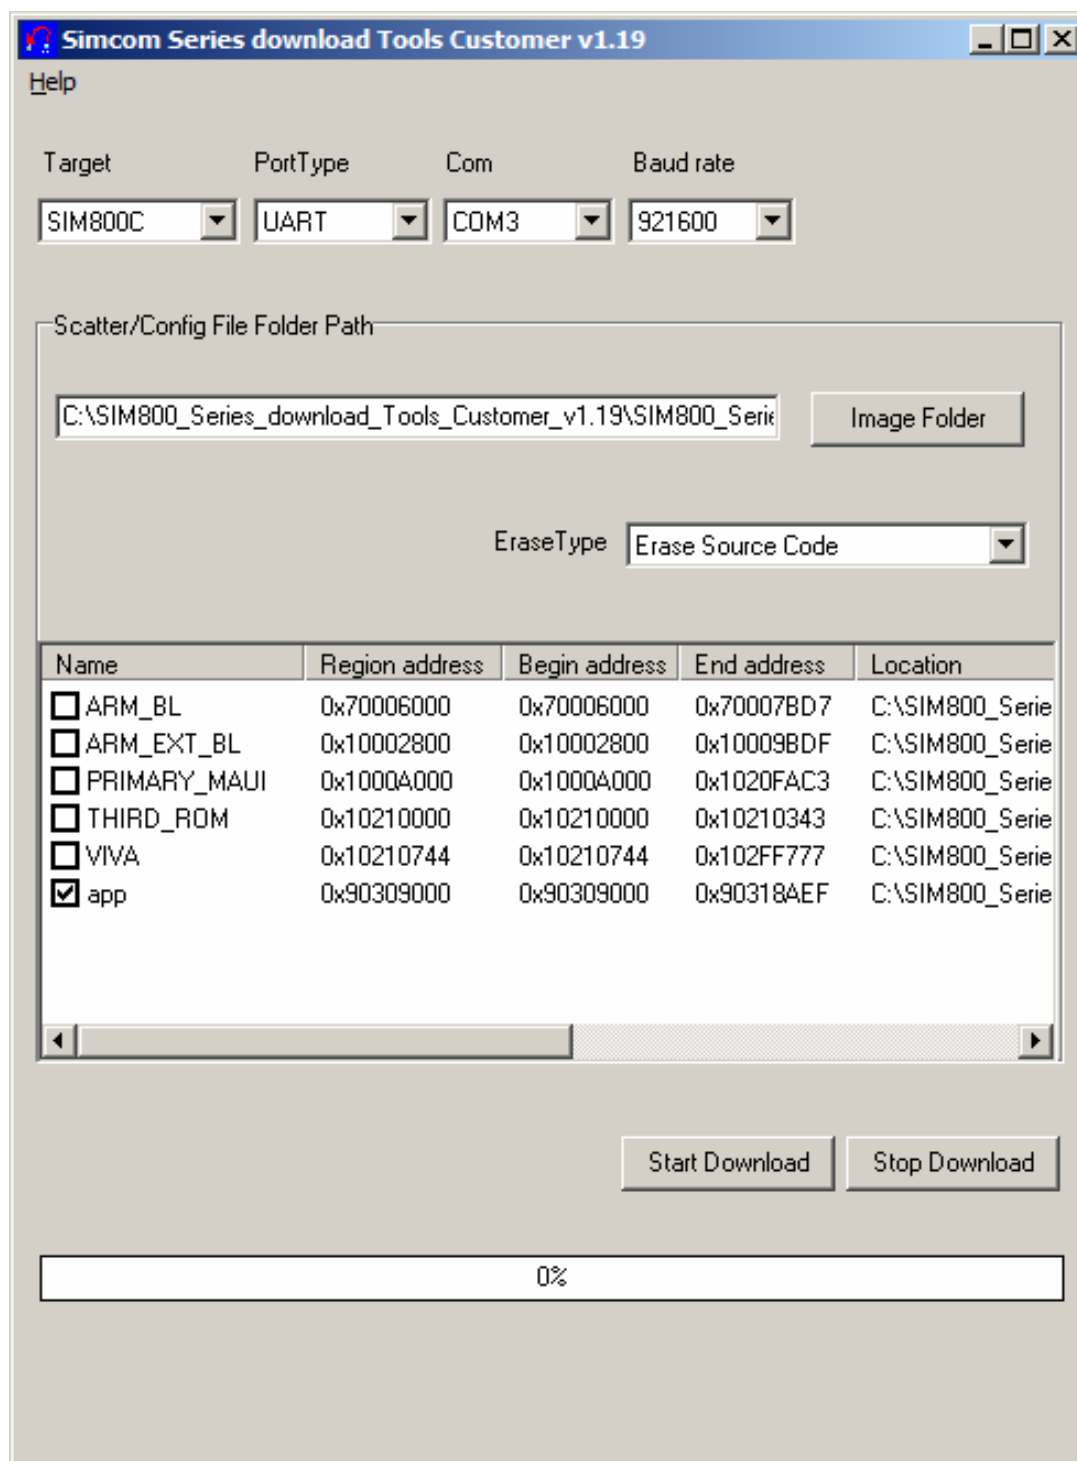 Simcom Series download Tools Customer v1.19
Help
Target PortType Com Baud rate
SIM800C UART COM3 921600
Scatter/Config File Folder Path
C:\SIM800_Series_download_Tools_Customer_v1.19\SIM800_Serie Image Folder
EraseType Erase Source Code
Name Region address Begin address End address Location
ARM_BL 0x70006000 0x70006000 0x70007BD7 C:\SIM800_Serie
ARM_EXT_BL 0x10002800 0x10002800 0x10009BDF C:\SIM800_Serie
PRIMARY_MAUI 0x1000A000 0x1000A000 0x1020FAC3 C:\SIM800_Serie
THIRD_ROM 0x10210000 0x10210000 0x10210343 C:\SIM800_Serie
VIVA 0x10210744 0x10210744 0x102FF777 C:\SIM800_Serie
app 0x90309000 0x90309000 0x90318AEF C:\SIM800_Serie
Start Download Stop Download
0%